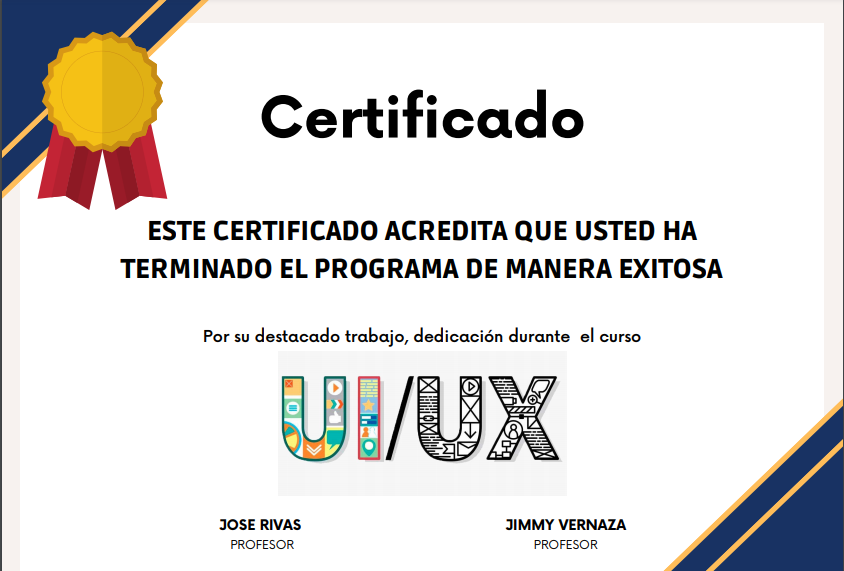 Certificado
ESTE CERTIFICADO ACREDITA QUE USTED HA
TERMINADO EL PROGRAMA DE MANERA EXITOSA
Por su destacado trabajo, dedicación durante el curso
UI/UX
JOSE RIVAS
PROFESOR
JIMMY VERNAZA
PROFESOR